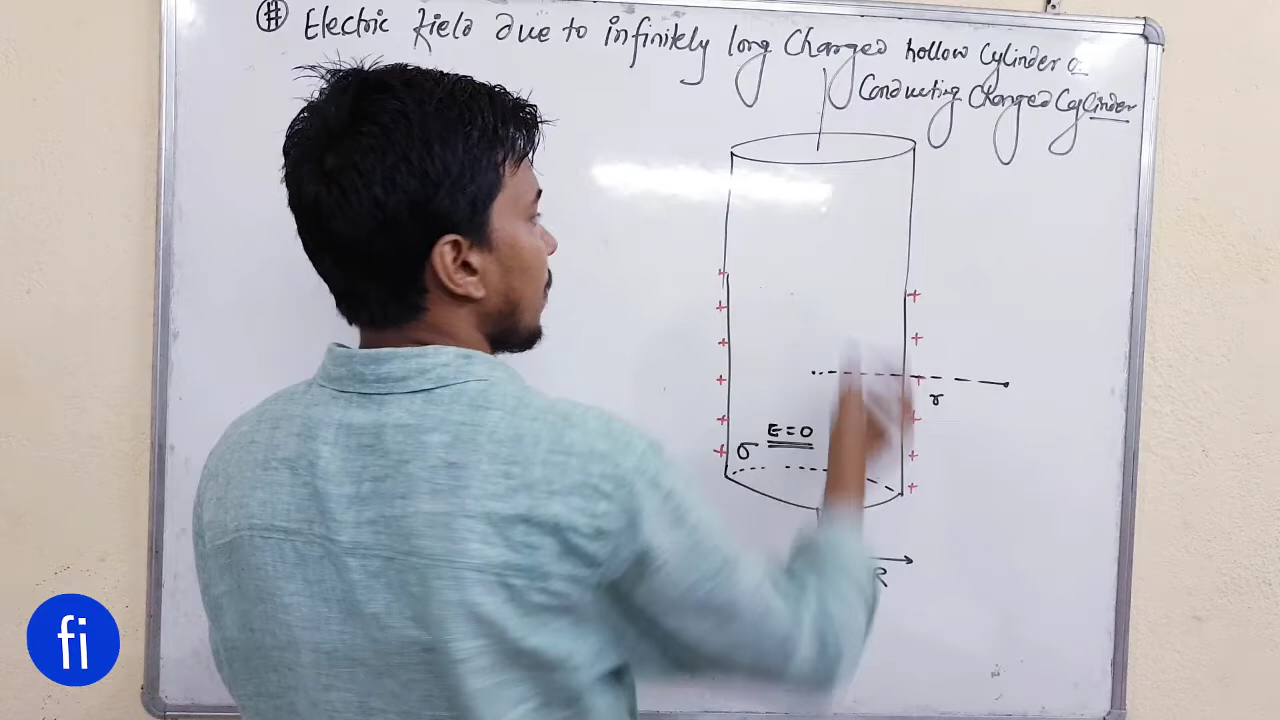 # Electric field due to infinitely long Charged hollow Cylinder or
Conducting Charged Cylinder
+ +
+ +
+ +
+ + r
+ +
E=0
+ σ +
+
R
fi